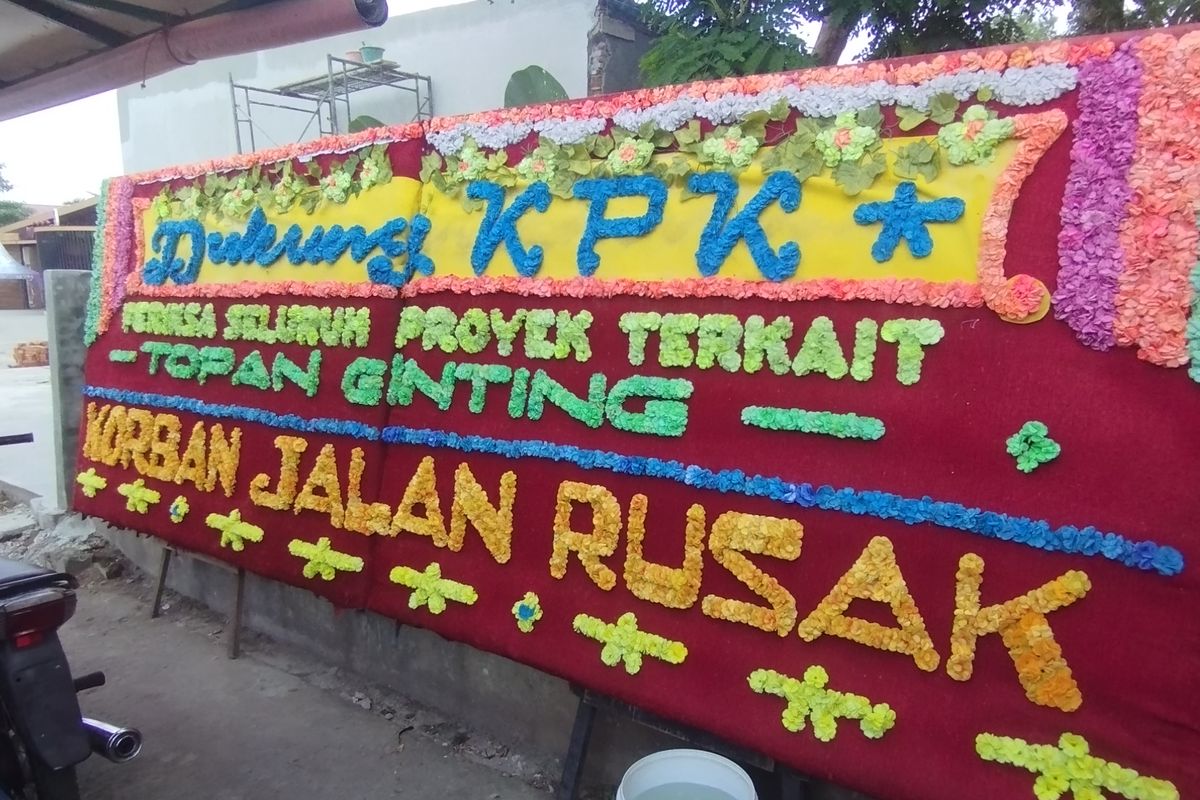 Dukung KPK *
PERIKSA SELURUH PROYEK TERKAIT
- TOPAN GINTING -
KORBAN JALAN RUSAK